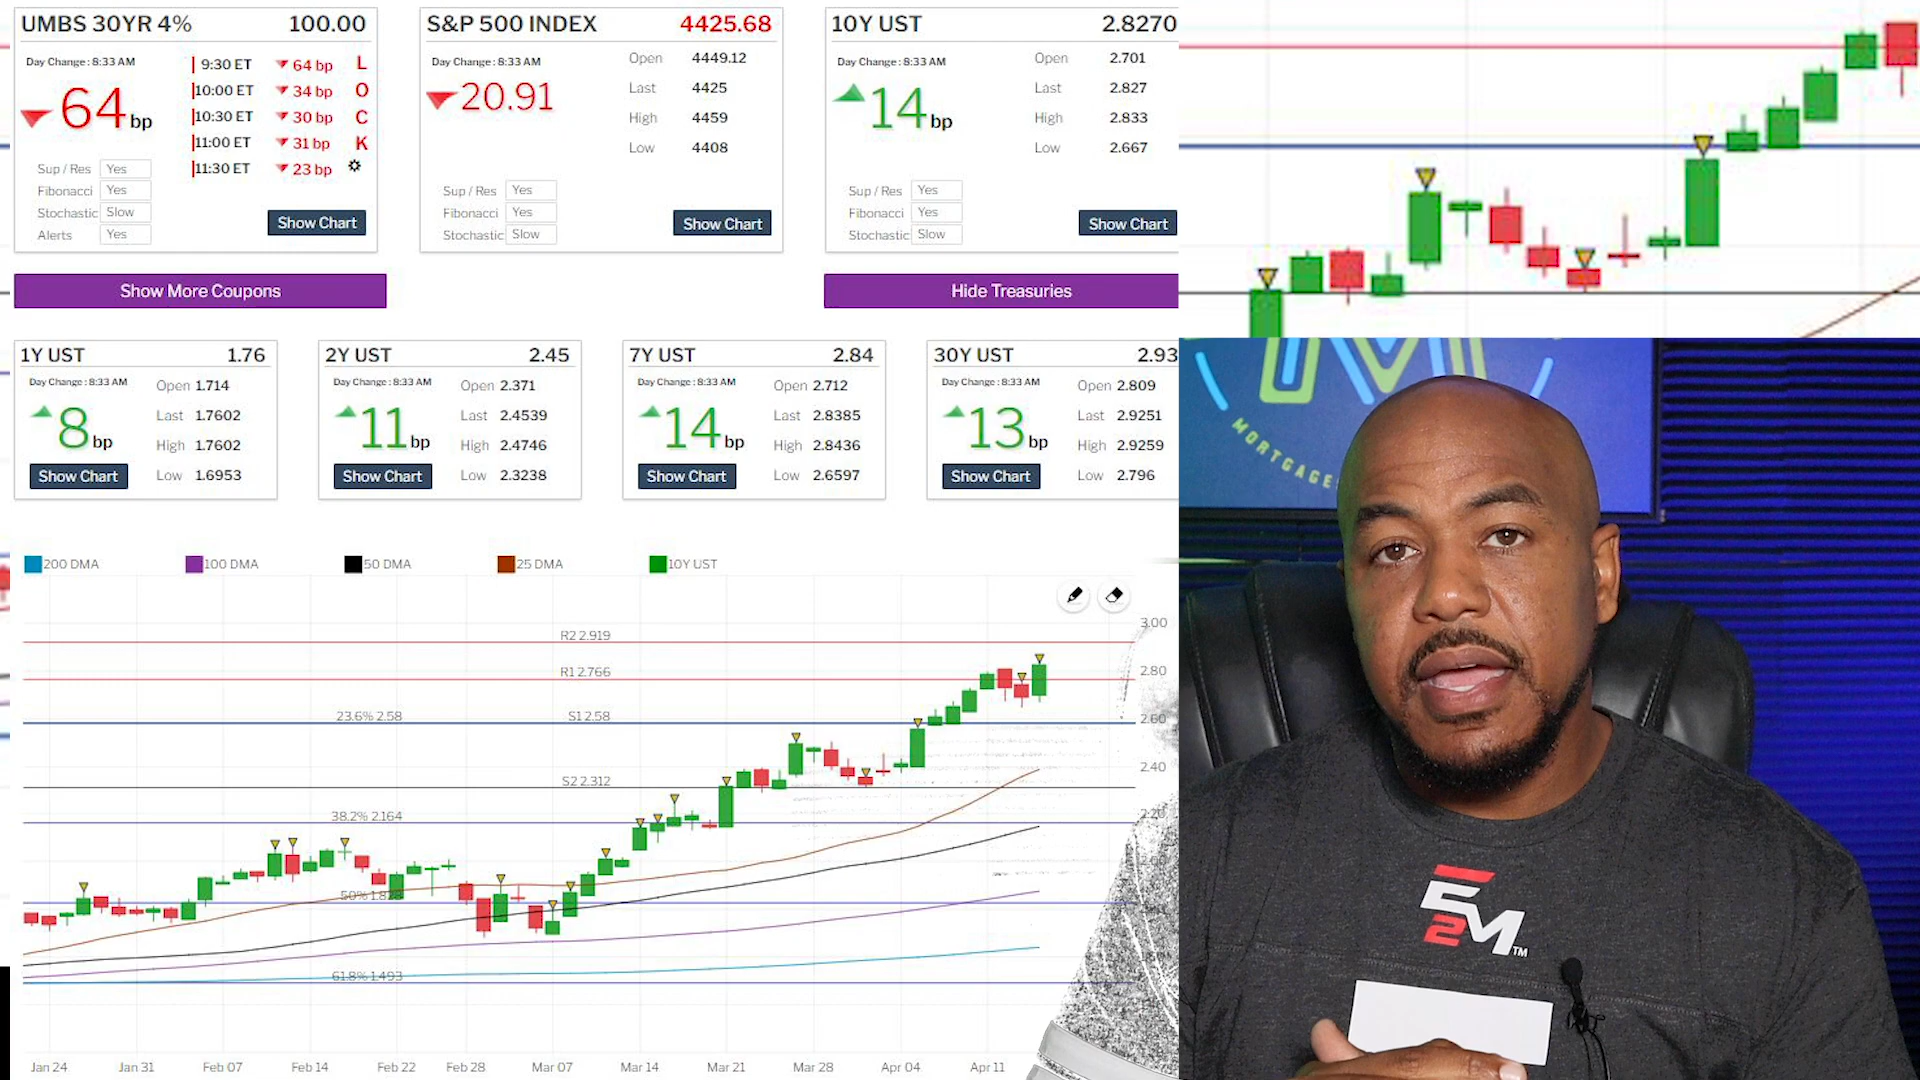 UMBS 30YR 4% 100.00
Day Change : 8:33 AM
64 bp
9:30 ET 64 bp L
10:00 ET 34 bp O
10:30 ET 30 bp C
11:00 ET 31 bp K
11:30 ET 23 bp
Sup / Res Yes
Fibonacci Yes
Stochastic Slow
Alerts Yes
Show Chart
S&P 500 INDEX 4425.68
Day Change : 8:33 AM
20.91
Open 4449.12
Last 4425
High 4459
Low 4408
Sup / Res Yes
Fibonacci Yes
Stochastic Slow
Show Chart
10Y UST 2.8270
Day Change : 8:33 AM
14 bp
Open 2.701
Last 2.827
High 2.833
Low 2.667
Sup / Res Yes
Fibonacci Yes
Stochastic Slow
Show Chart
Show More Coupons
Hide Treasuries
1Y UST 1.76
Day Change : 8:33 AM
8 bp
Open 1.714
Last 1.7602
High 1.7602
Low 1.6953
Show Chart
2Y UST 2.45
Day Change : 8:33 AM
11 bp
Open 2.371
Last 2.4539
High 2.4746
Low 2.3238
Show Chart
7Y UST 2.84
Day Change : 8:33 AM
14 bp
Open 2.712
Last 2.8385
High 2.8436
Low 2.6597
Show Chart
30Y UST 2.93
Day Change : 8:33 AM
13 bp
Open 2.809
Last 2.9251
High 2.9259
Low 2.796
Show Chart
200 DMA 100 DMA 50 DMA 25 DMA 10Y UST
3.00
R2 2.919
2.80
R1 2.766
2.60
23.6% 2.58 S1 2.58
2.40
S2 2.312
2.20
38.2% 2.164
50% 1.828
61.8% 1.493
Jan 24 Jan 31 Feb 07 Feb 14 Feb 22 Feb 28 Mar 07 Mar 14 Mar 21 Mar 28 Apr 04 Apr 11
M
MORTGAGE
E2M™